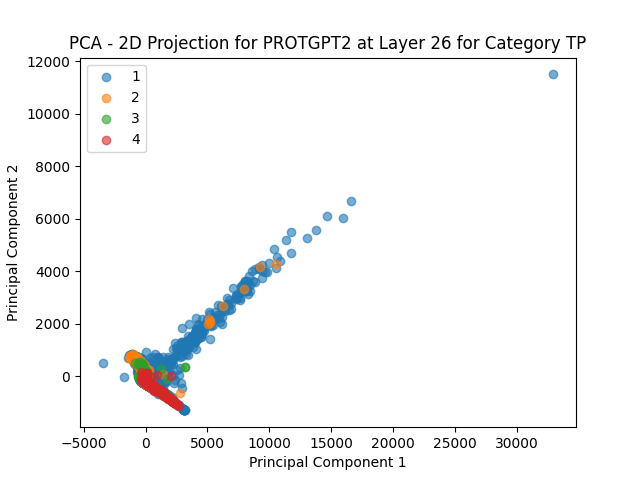 PCA - 2D Projection for PROTGPT2 at Layer 26 for Category TP
12000
10000
8000
6000
4000
2000
0
Principal Component 2
1
2
3
4
−5000 0 5000 10000 15000 20000 25000 30000
Principal Component 1